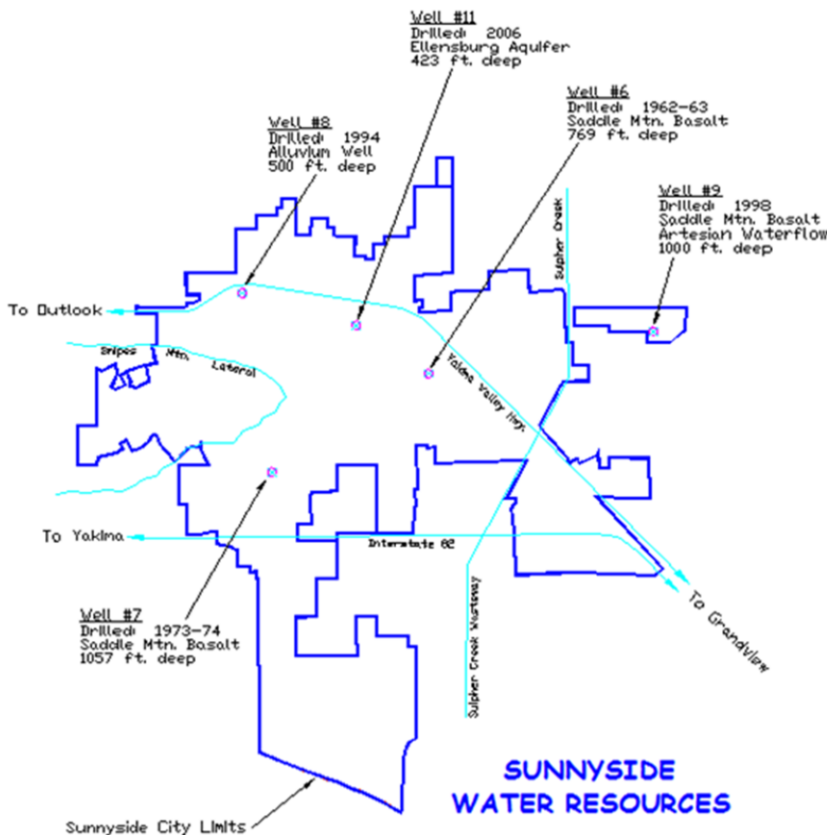 Well #11
Drilled: 2006
Ellensburg Aquifer
423 ft. deep
Well #6
Drilled: 1962-63
Saddle Mtn. Basalt
769 ft. deep
Well #8
Drilled: 1994
Alluvium Well
500 ft. deep
Well #9
Drilled: 1998
Saddle Mtn. Basalt
Artesian Waterflow
1000 ft. deep
Sulpher Creek
To Outlook
Snipes Mtn. Lateral
Yakima Valley Hwy.
To Yakima
Interstate 82
Well #7
Drilled: 1973-74
Saddle Mtn. Basalt
1057 ft. deep
Sulpher Creek Wasteway
To Grandview
SUNNYSIDE
WATER RESOURCES
Sunnyside City Limits